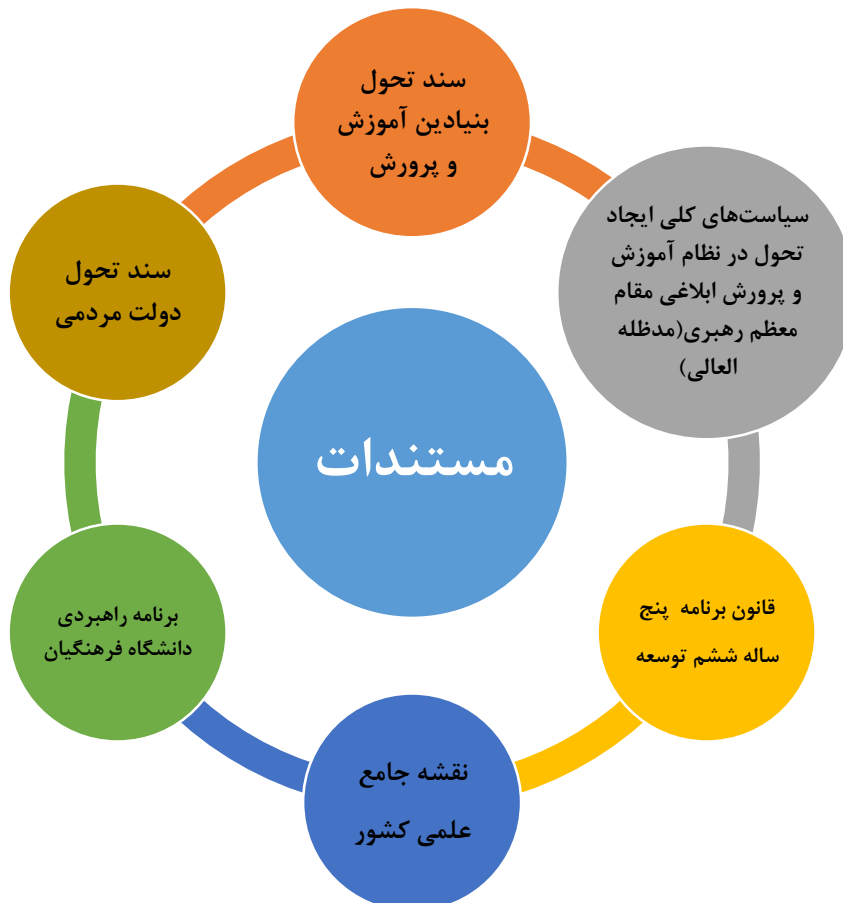 سند تحول
بنیادین آموزش
و پرورش
سیاست‌های کلی ایجاد
تحول در نظام آموزش
و پرورش ابلاغی مقام
معظم رهبری(مدظله
العالی)
قانون برنامه پنج
ساله ششم توسعه
نقشه جامع
علمی کشور
برنامه راهبردی
دانشگاه فرهنگیان
سند تحول
دولت مردمی
مستندات